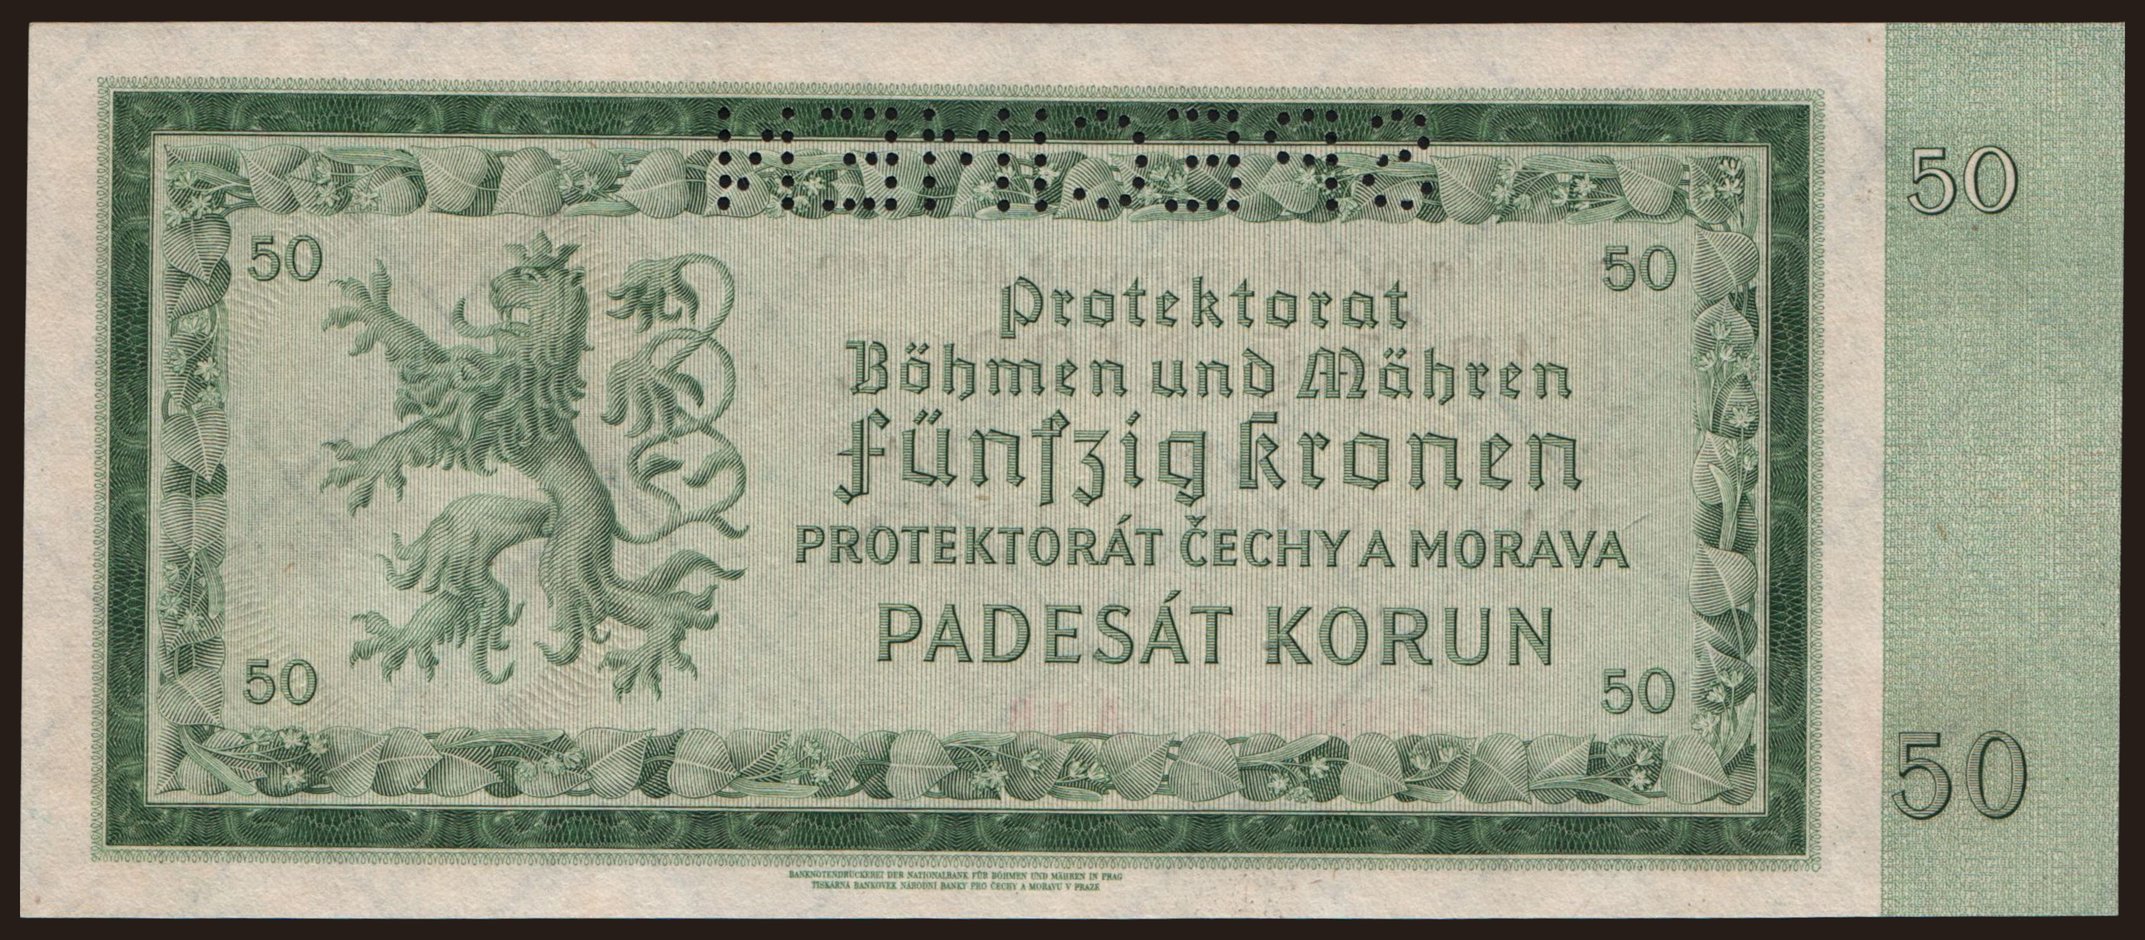 50
50
50
Protektorat
Böhmen und Mähren
Fünfzig Kronen
PROTEKTORÁT ČECHY A MORAVA
PADESÁT KORUN
50
50
50
BANKNOTENDRUCKEREI DER NATIONALBANK FÜR BÖHMEN UND MÄHREN IN PRAG
TISKÁRNA BANKOVEK NÁRODNÍ BANKY PRO ČECHY A MORAVU V PRAZE